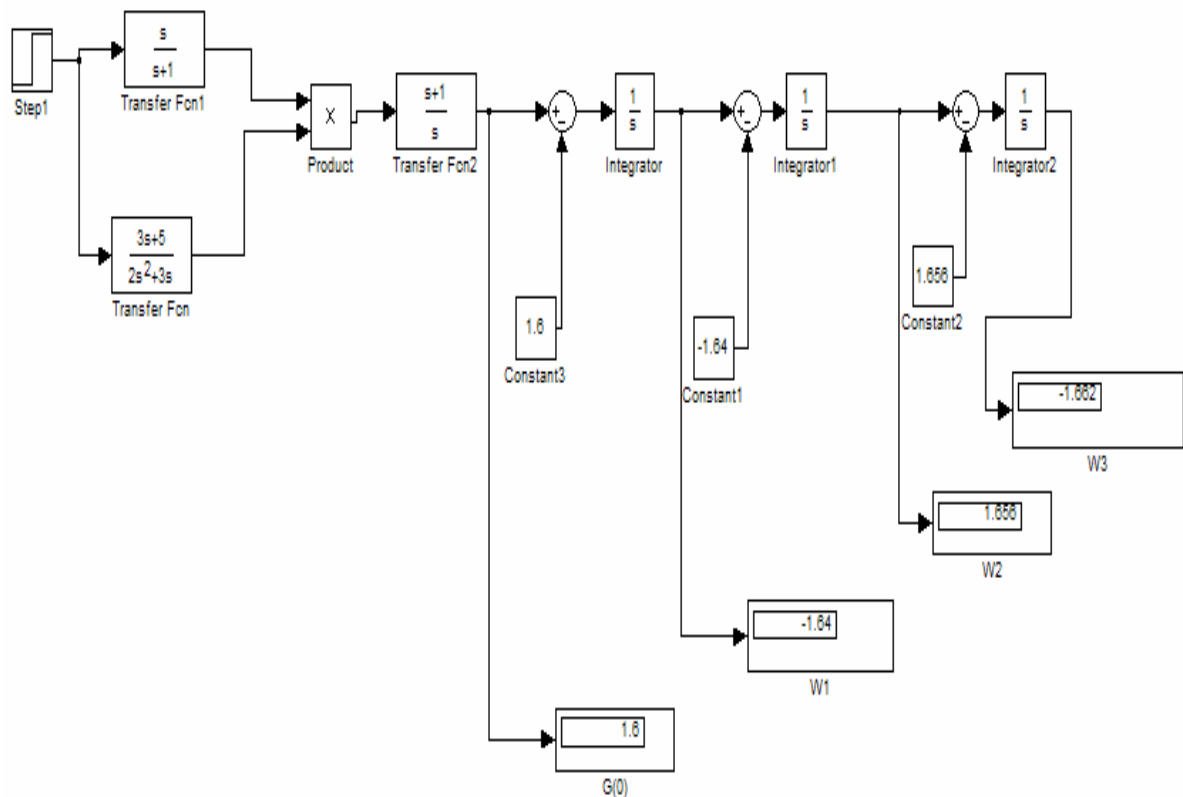 s
s+1
Step1
Transfer Fcn1
3s+5
2s²+3s
Transfer Fcn
×
Product
s+1
s
Transfer Fcn2
+
−
1
s
Integrator
+
−
1
s
Integrator1
+
−
1
s
Integrator2
1.6
Constant3
-1.64
Constant1
1.656
Constant2
-1.662
W3
1.656
W2
-1.64
W1
1.6
G(0)